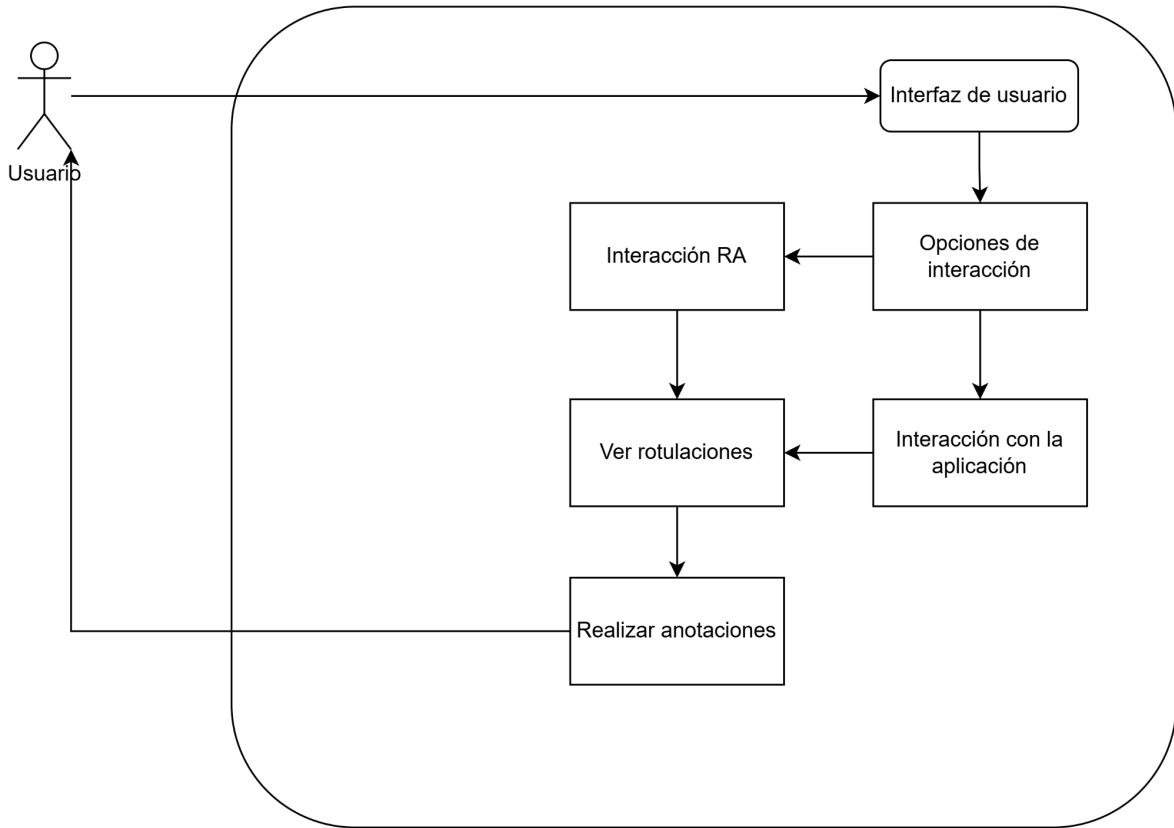 Usuario
Interfaz de usuario
Interacción RA
Opciones de
interacción
Ver rotulaciones
Interacción con la
aplicación
Realizar anotaciones